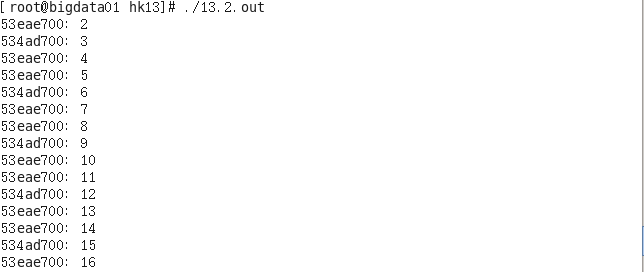 [root@bigdata01 hk13]# ./13.2.out
53eae700: 2
534ad700: 3
53eae700: 4
53eae700: 5
534ad700: 6
53eae700: 7
53eae700: 8
534ad700: 9
53eae700: 10
53eae700: 11
534ad700: 12
53eae700: 13
53eae700: 14
534ad700: 15
53eae700: 16